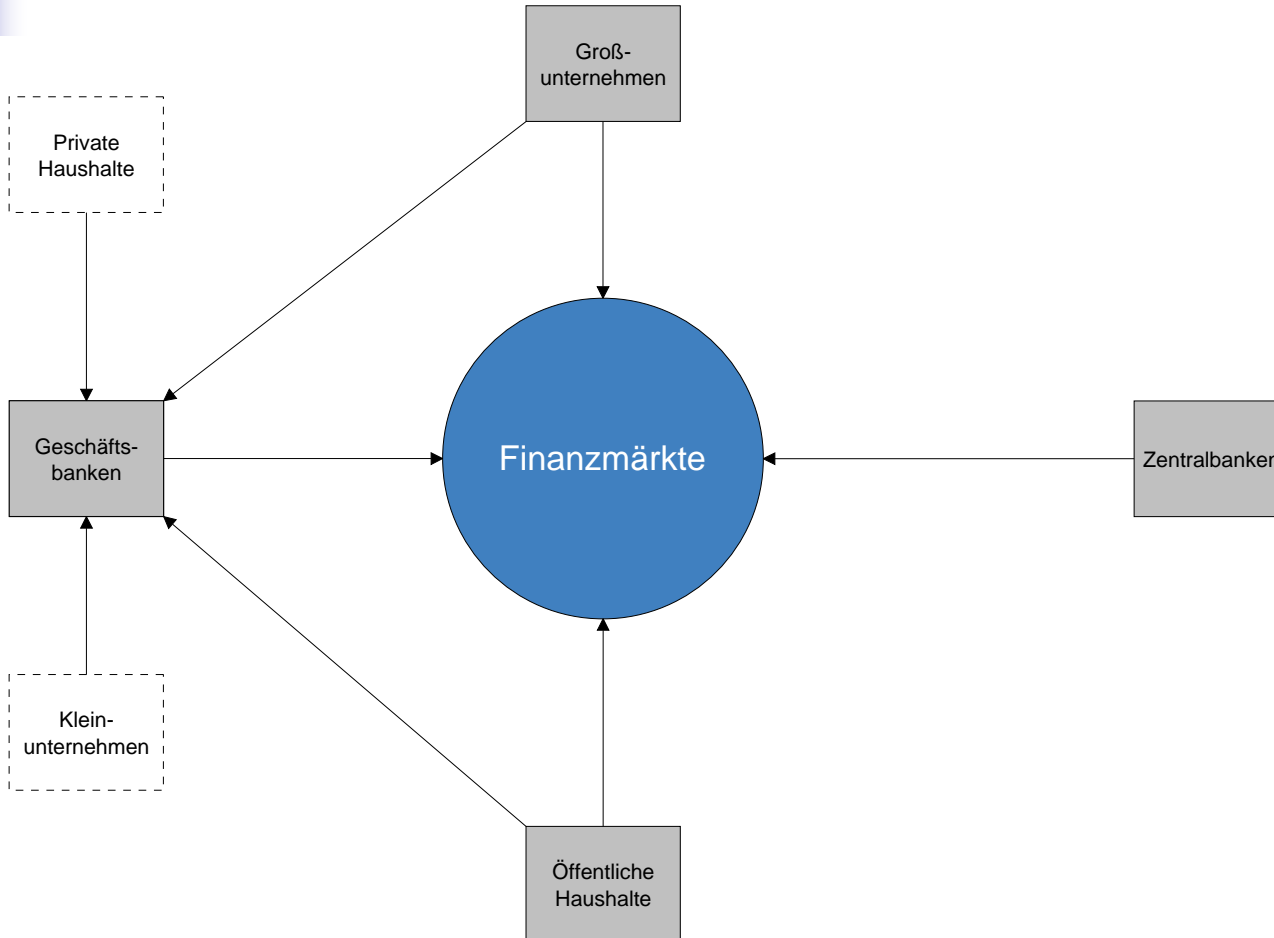 Groß-
unternehmen
Private
Haushalte
Geschäfts-
banken
Finanzmärkte
Zentralbanken
Klein-
unternehmen
Öffentliche
Haushalte